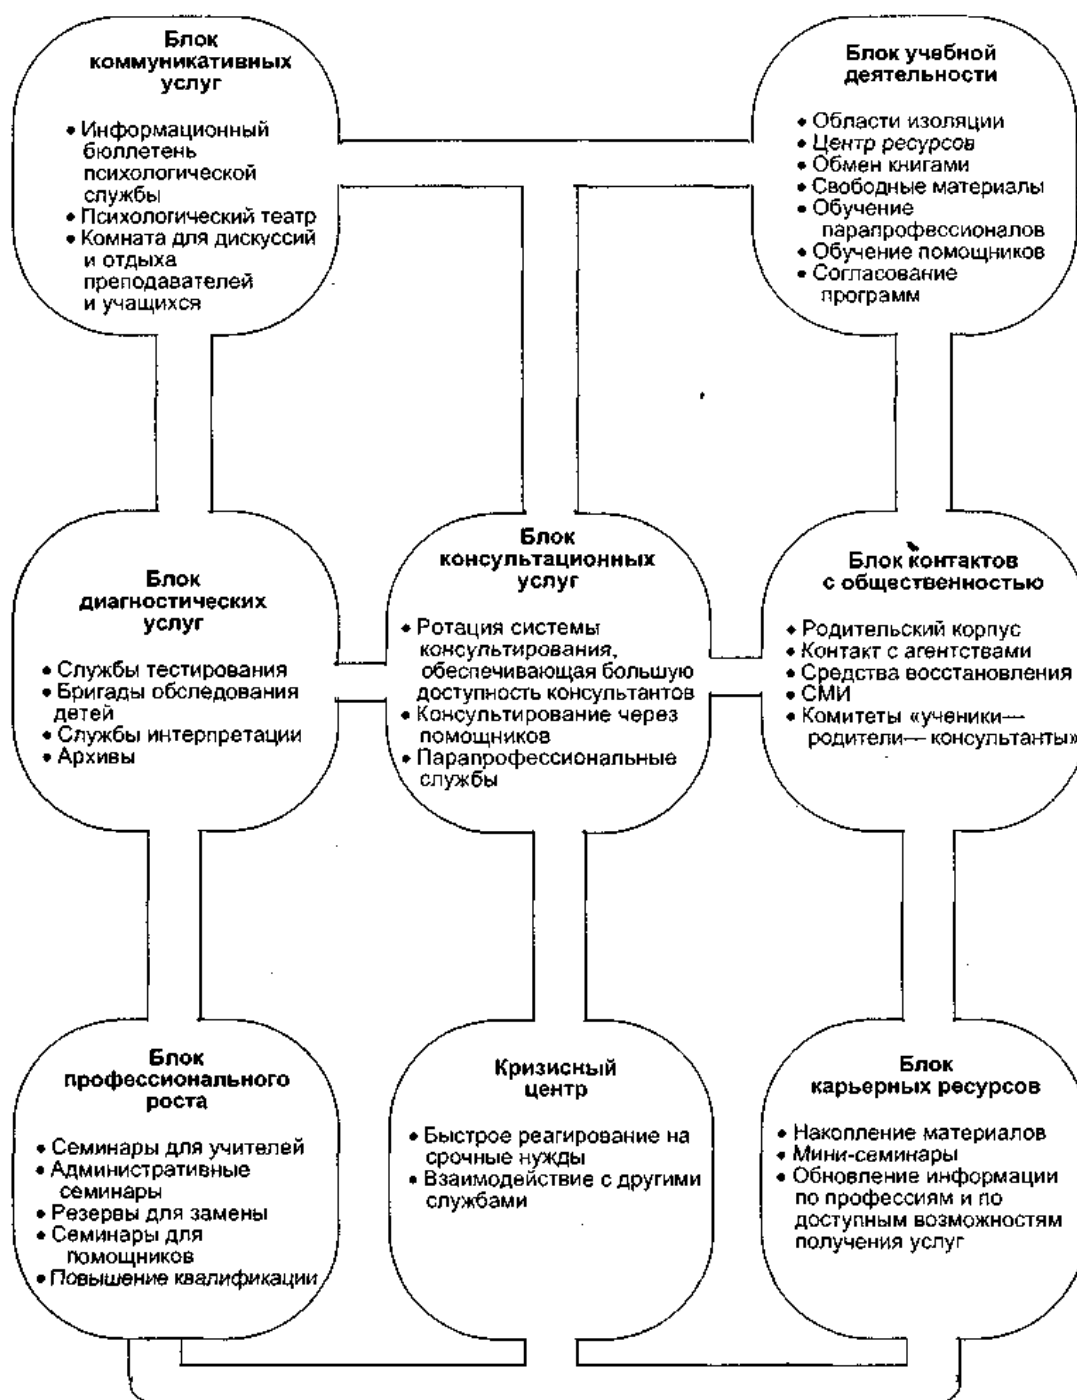 Блок
коммуникативных
услуг
• Информационный
бюллетень
психологической
службы
• Психологический театр
• Комната для дискуссий
и отдыха
преподавателей
и учащихся
Блок учебной
деятельности
• Области изоляции
• Центр ресурсов
• Обмен книгами
• Свободные материалы
• Обучение
парапрофессионалов
• Обучение помощников
• Согласование
программ
Блок
диагностических
услуг
• Службы тестирования
• Бригады обследования
детей
• Службы интерпретации
• Архивы
Блок
консультационных
услуг
• Ротация системы
консультирования,
обеспечивающая большую
доступность консультантов
• Консультирование через
помощников
• Парапрофессиональные
службы
Блок контактов
с общественностью
• Родительский корпус
• Контакт с агентствами
• Средства восстановления
• СМИ
• Комитеты «ученики—
родители— консультанты»
Блок
профессионального
роста
• Семинары для учителей
• Административные
семинары
• Резервы для замены
• Семинары для
помощников
• Повышение квалификации
Кризисный
центр
• Быстрое реагирование на
срочные нужды
• Взаимодействие с другими
службами
Блок
карьерных ресурсов
• Накопление материалов
• Мини-семинары
• Обновление информации
по профессиям и по
доступным возможностям
получения услуг